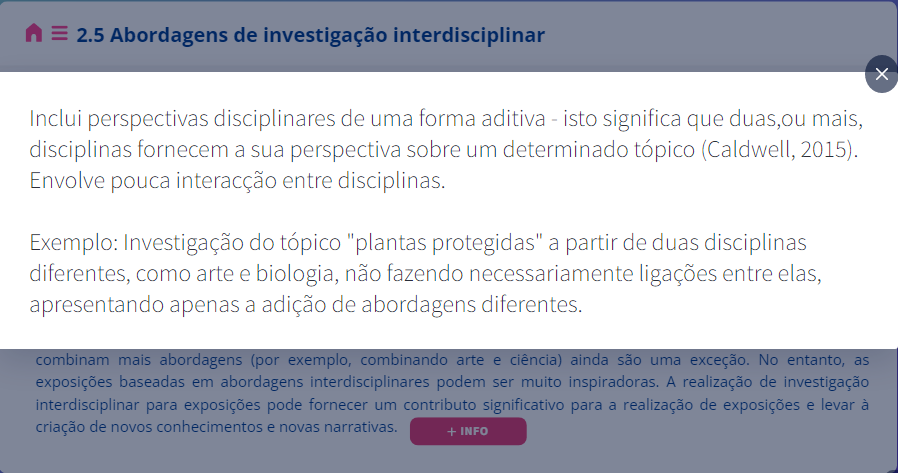 2.5 Abordagens de investigação interdisciplinar
Inclui perspectivas disciplinares de uma forma aditiva - isto significa que duas,ou mais,
disciplinas fornecem a sua perspectiva sobre um determinado tópico (Caldwell, 2015).
Envolve pouca interacção entre disciplinas.
Exemplo: Investigação do tópico "plantas protegidas" a partir de duas disciplinas
diferentes, como arte e biologia, não fazendo necessariamente ligações entre elas,
apresentando apenas a adição de abordagens diferentes.
combinam mais abordagens (por exemplo, combinando arte e ciência) ainda são uma exceção. No entanto, as
exposições baseadas em abordagens interdisciplinares podem ser muito inspiradoras. A realização de investigação
interdisciplinar para exposições pode fornecer um contributo significativo para a realização de exposições e levar à
criação de novos conhecimentos e novas narrativas.
+ INFO